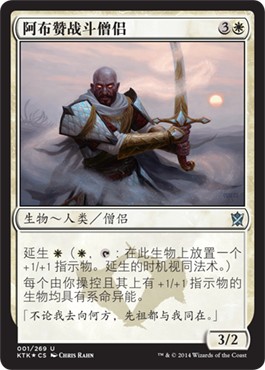 阿布赞战斗僧侣 3
生物～人类／僧侣
延生（，：在此生物上放置一个
+1/+1 指示物。延生的时机视同法术。）
每个由你操控且其上有 +1/+1 指示物的
生物均具有系命异能。
「不论我去向何方，先祖都与我同在。」
3/2
001/269 U
KTK★CS CHRIS RAHN
™ & © 2014 Wizards of the Coast